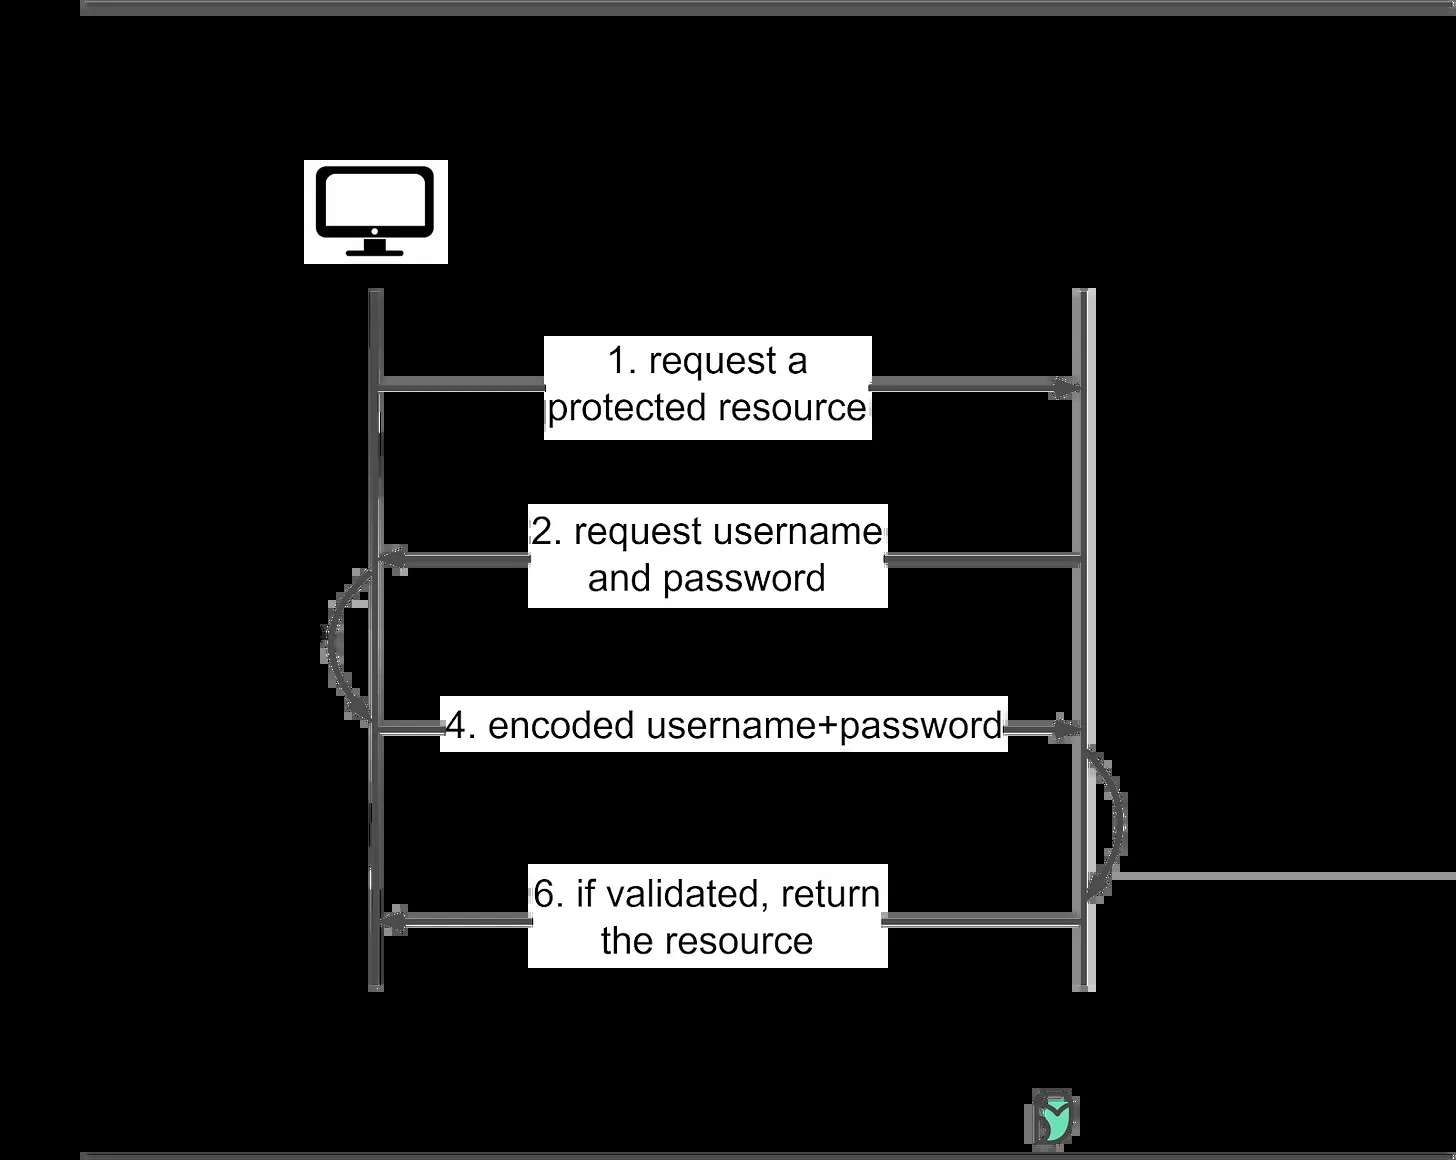 1. request a
protected resource
2. request username
and password
4. encoded username+password
6. if validated, return
the resource